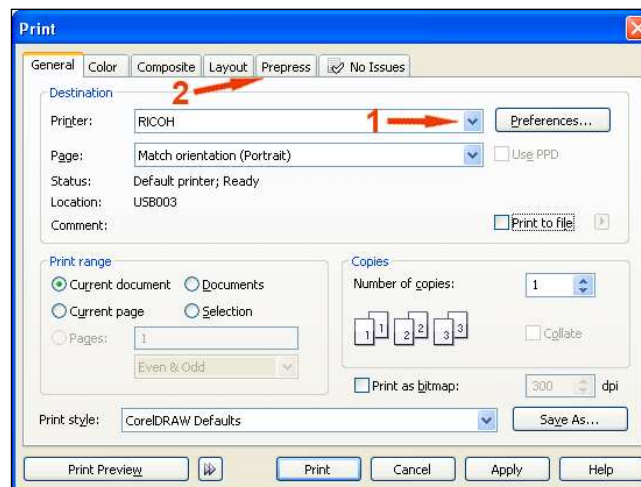 Print
General Color Composite Layout Prepress No Issues
2
Destination
Printer: RICOH 1 Preferences...
Page: Match orientation (Portrait) Use PPD
Status: Default printer; Ready
Location: USB003
Comment: Print to file
Print range
Current document Documents
Current page Selection
Pages: 1
Even & Odd
Copies
Number of copies: 1
1 1 2 2 3 3 Collate
Print as bitmap: 300 dpi
Print style: CorelDRAW Defaults Save As...
Print Preview Print Cancel Apply Help